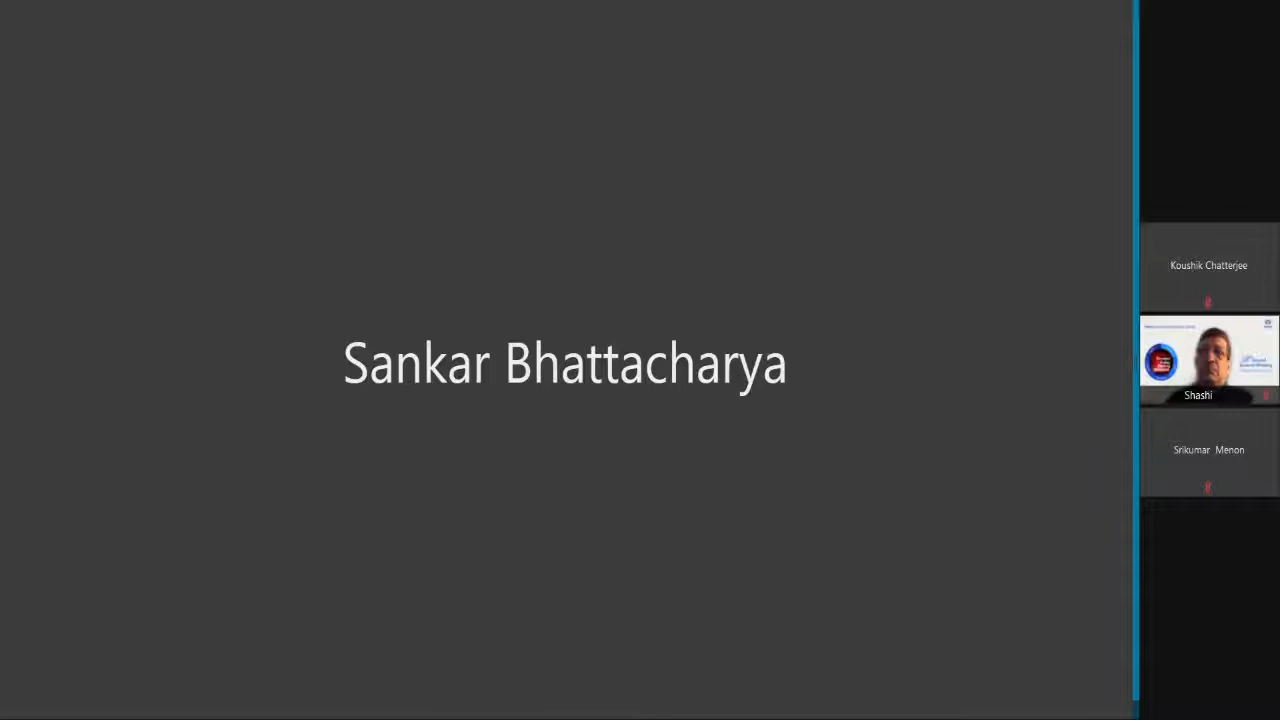 Sankar Bhattacharya
Koushik Chatterjee
Shashi
Srikumar Menon